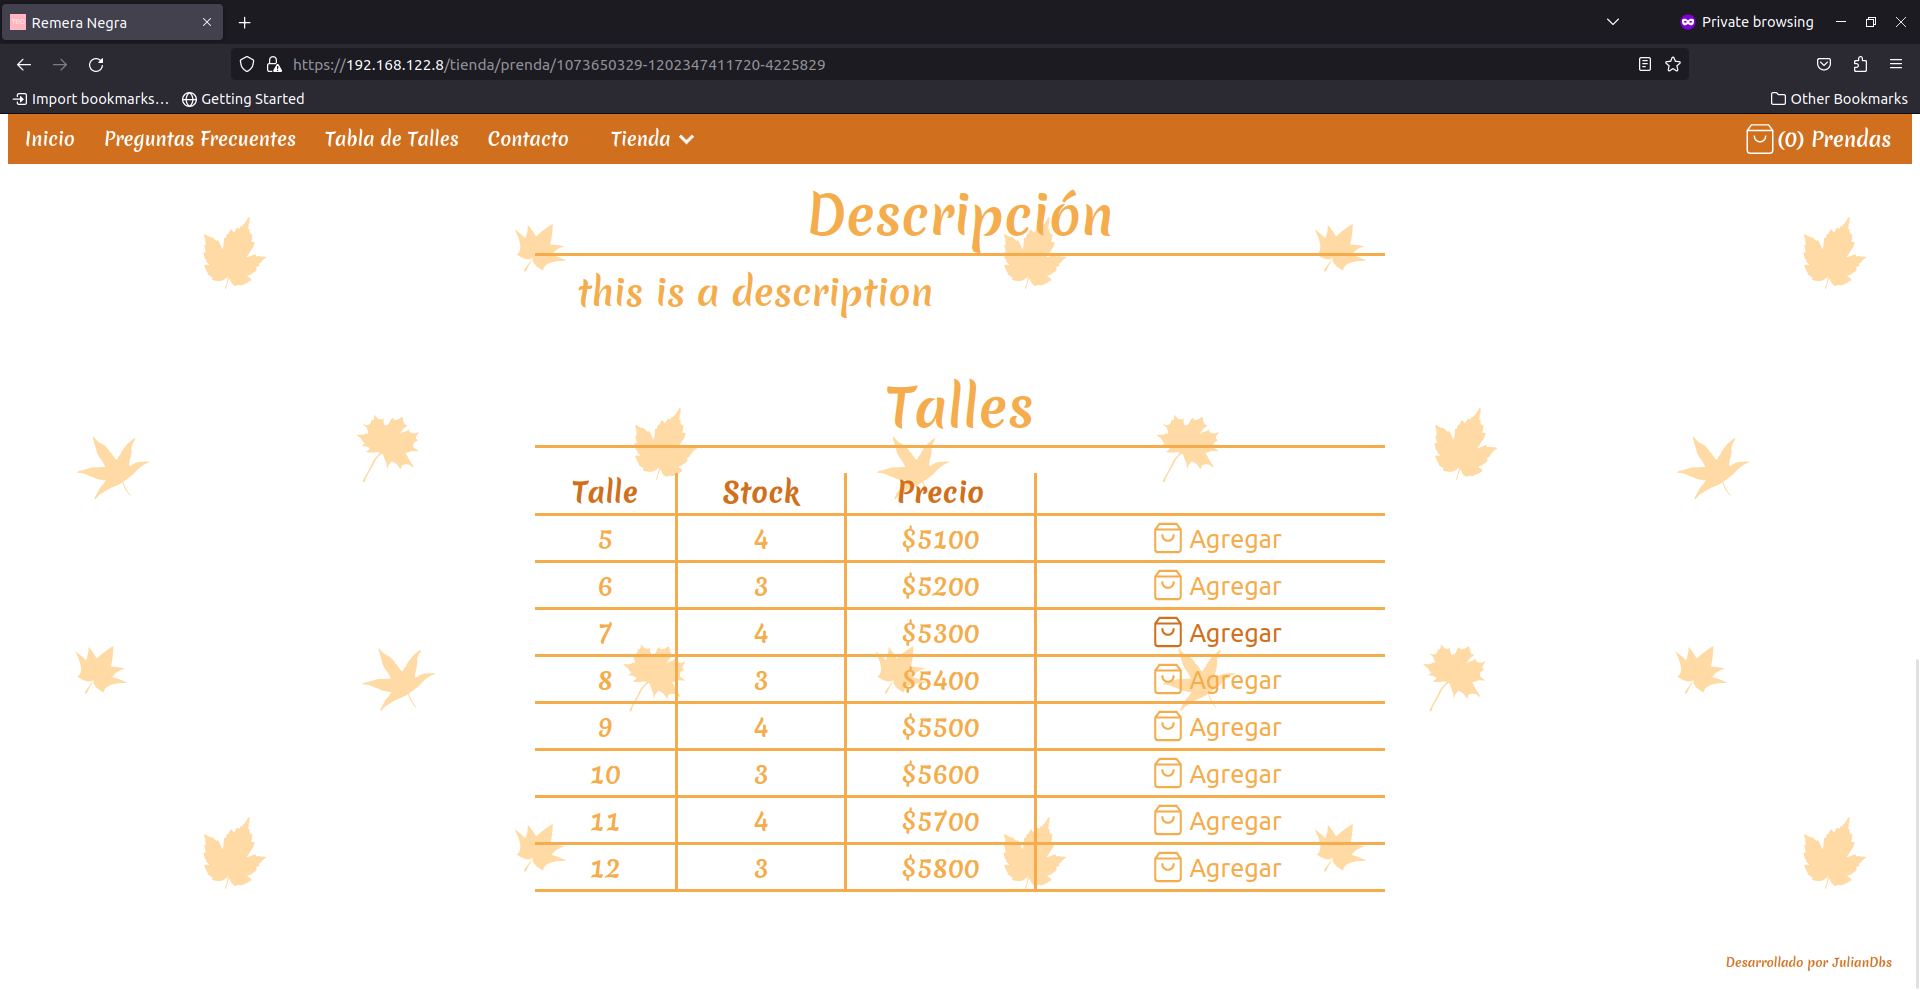 Remera Negra
Private browsing
https://192.168.122.8/tienda/prenda/1073650329-1202347411720-4225829
Import bookmarks... Getting Started Other Bookmarks
Inicio Preguntas Frecuentes Tabla de Talles Contacto Tienda (0) Prendas
Descripción
this is a description
Talles
Talle Stock Precio
5 4 $5100 Agregar
6 3 $5200 Agregar
7 4 $5300 Agregar
8 3 $5400 Agregar
9 4 $5500 Agregar
10 3 $5600 Agregar
11 4 $5700 Agregar
12 3 $5800 Agregar
Desarrollado por JulianDbs